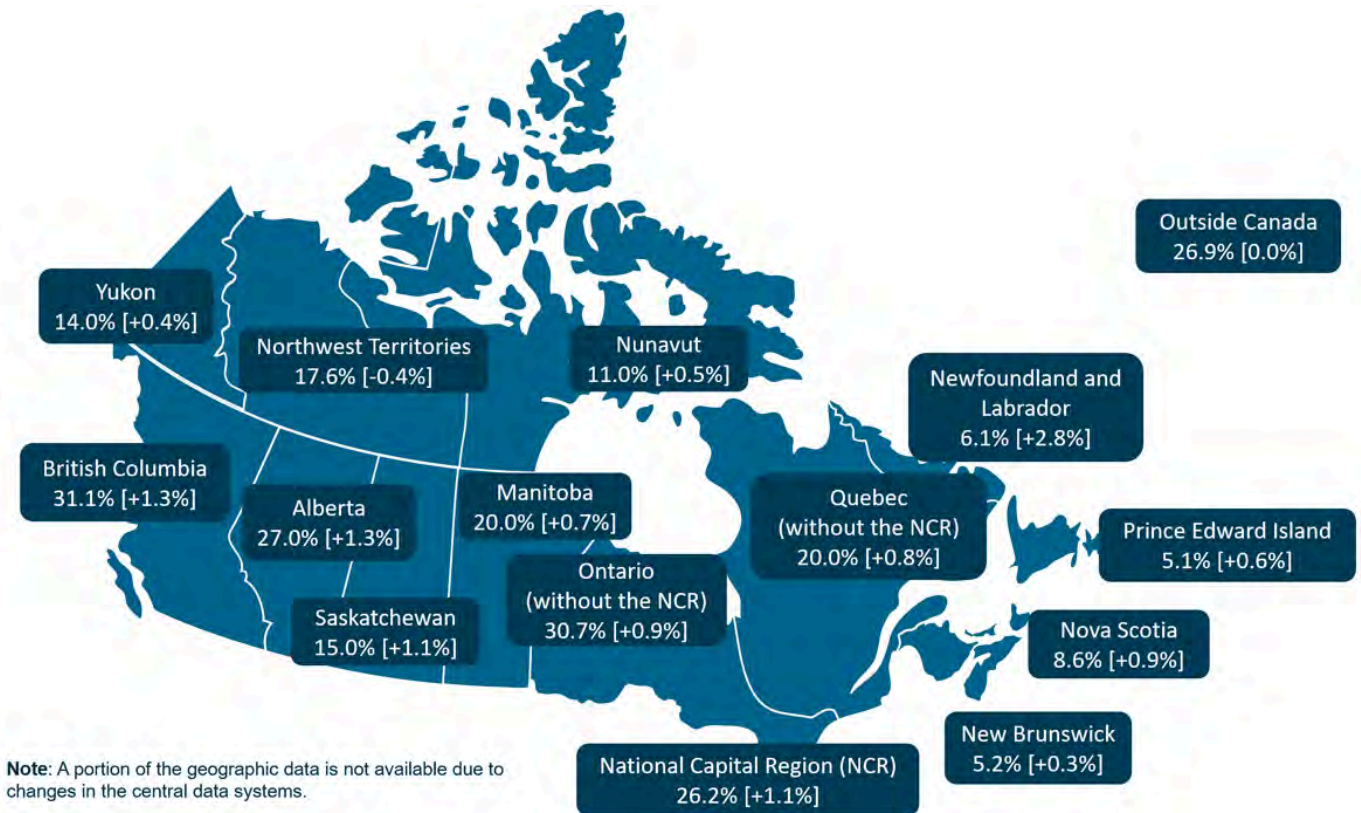 Outside Canada
26.9% [0.0%]
Yukon
14.0% [+0.4%]
Northwest Territories
17.6% [-0.4%]
Nunavut
11.0% [+0.5%]
Newfoundland and
Labrador
6.1% [+2.8%]
British Columbia
31.1% [+1.3%]
Alberta
27.0% [+1.3%]
Manitoba
20.0% [+0.7%]
Quebec
(without the NCR)
20.0% [+0.8%]
Prince Edward Island
5.1% [+0.6%]
Saskatchewan
15.0% [+1.1%]
Ontario
(without the NCR)
30.7% [+0.9%]
Nova Scotia
8.6% [+0.9%]
New Brunswick
5.2% [+0.3%]
National Capital Region (NCR)
26.2% [+1.1%]
Note: A portion of the geographic data is not available due to
changes in the central data systems.